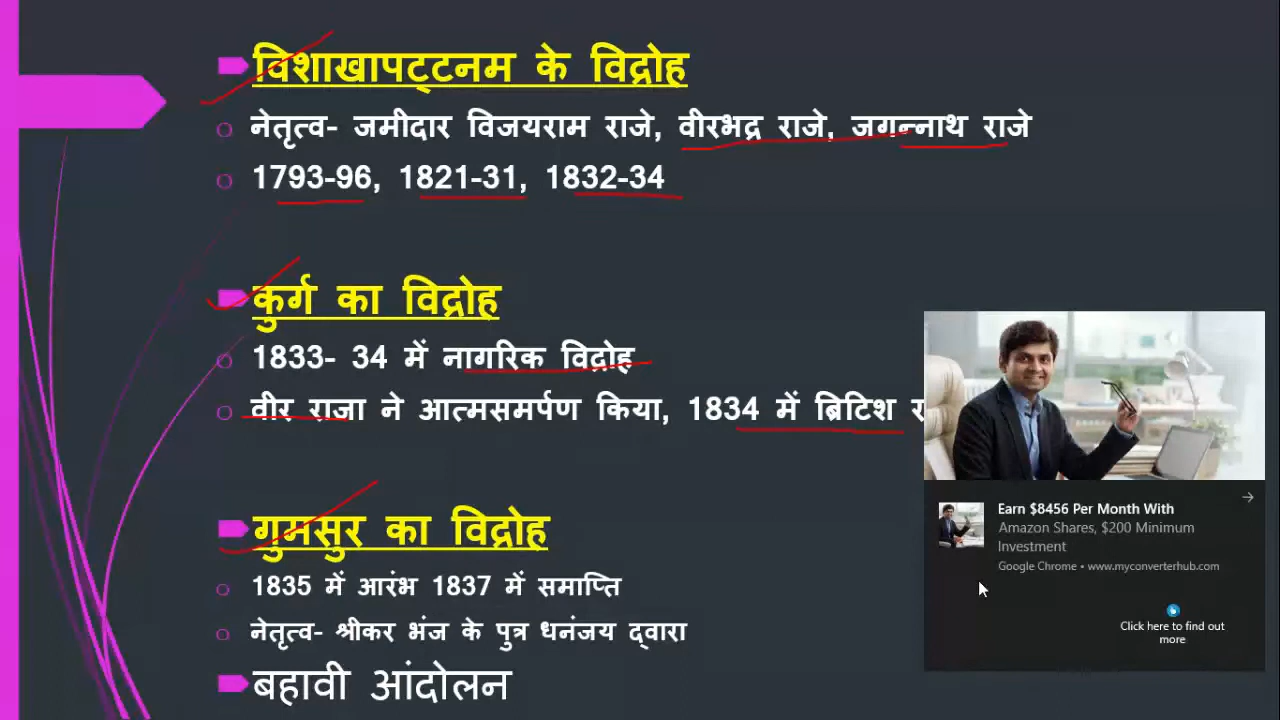 विशाखापट्टनम के विद्रोह
नेतृत्व- जमीदार विजयराम राजे, वीरभद्र राजे, जगन्नाथ राजे
1793-96, 1821-31, 1832-34
कुर्ग का विद्रोह
1833- 34 में नागरिक विद्रोह
वीर राजा ने आत्मसमर्पण किया, 1834 में ब्रिटिश
गुमसुर का विद्रोह
1835 में आरंभ 1837 में समाप्ति
नेतृत्व- श्रीकर भंज के पुत्र धनंजय द्वारा
बहावी आंदोलन
Earn $8456 Per Month With
Amazon Shares, $200 Minimum
Investment
Google Chrome • www.myconverterhub.com
Click here to find out
more